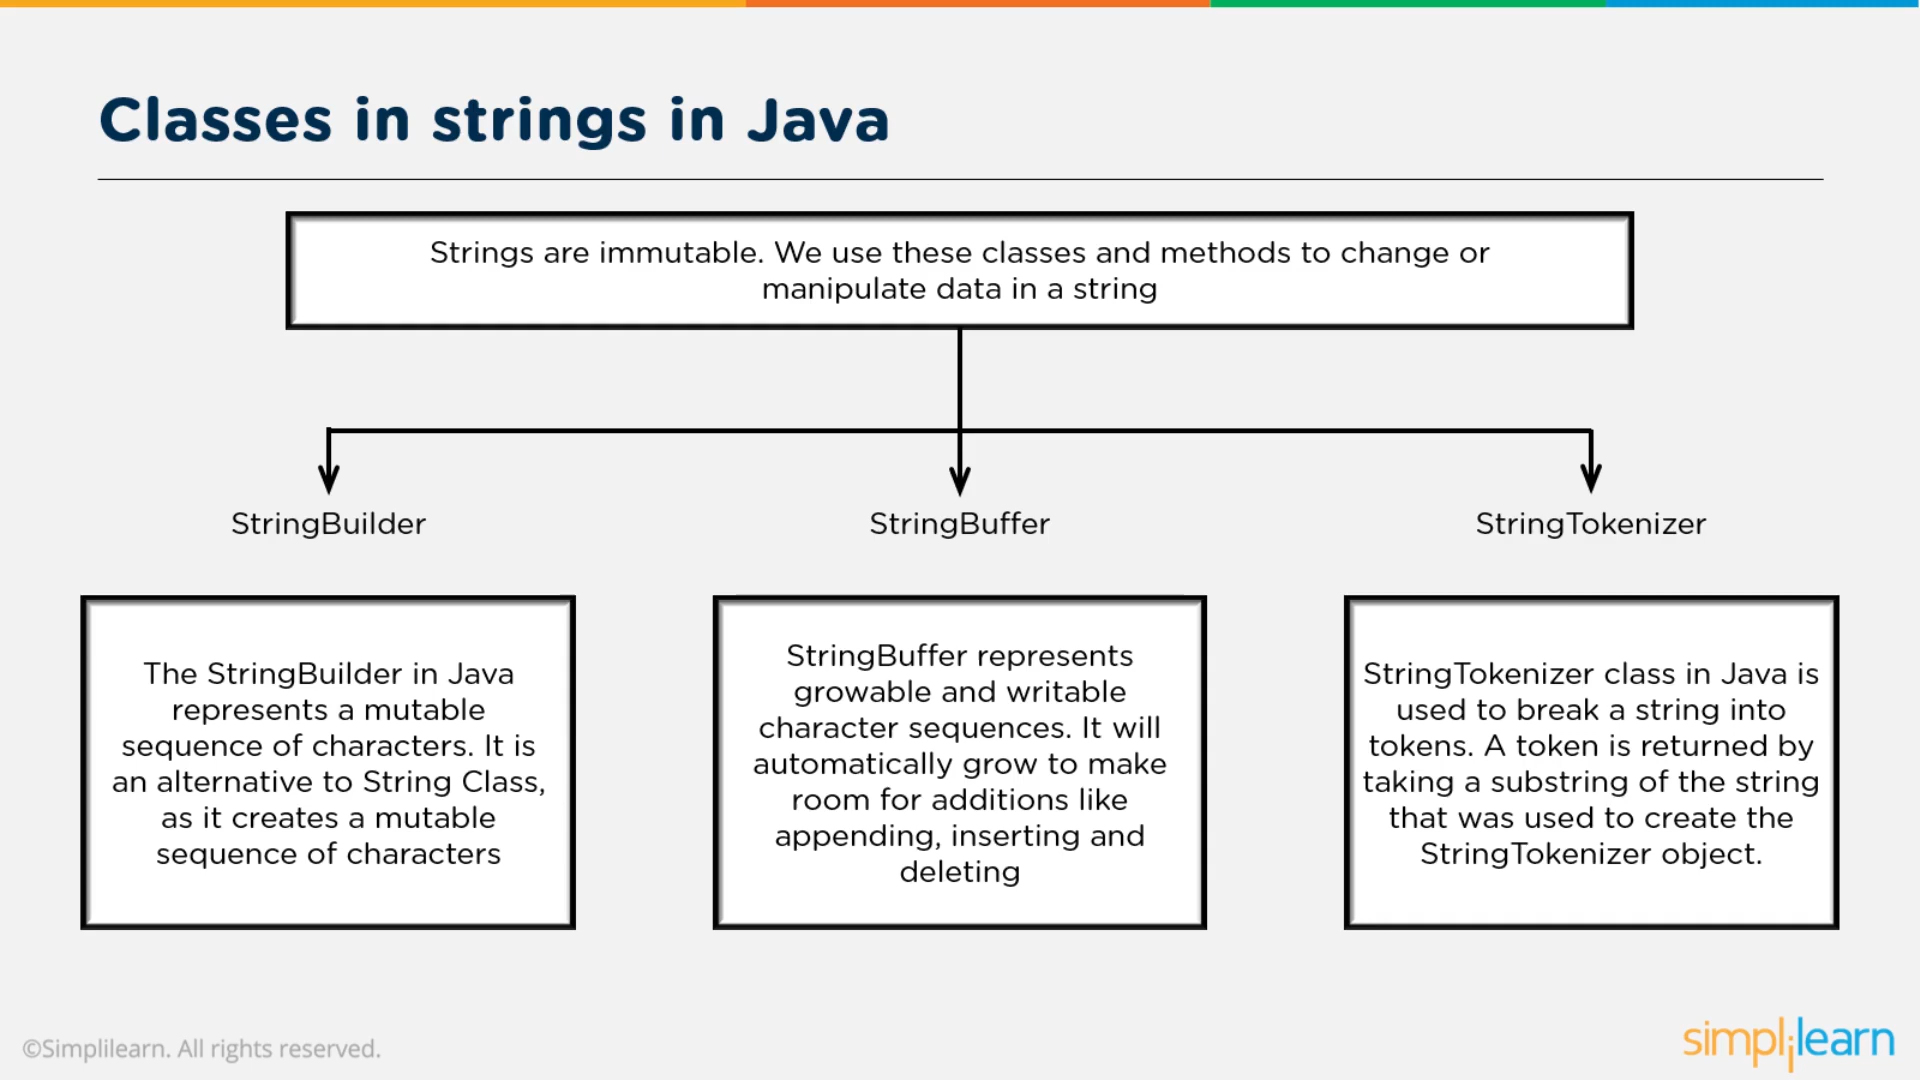 Classes in strings in Java
Strings are immutable. We use these classes and methods to change or
manipulate data in a string
StringBuilder
StringBuffer
StringTokenizer
The StringBuilder in Java
represents a mutable
sequence of characters. It is
an alternative to String Class,
as it creates a mutable
sequence of characters
StringBuffer represents
growable and writable
character sequences. It will
automatically grow to make
room for additions like
appending, inserting and
deleting
StringTokenizer class in Java is
used to break a string into
tokens. A token is returned by
taking a substring of the string
that was used to create the
StringTokenizer object.
©Simplilearn. All rights reserved.
simplilearn